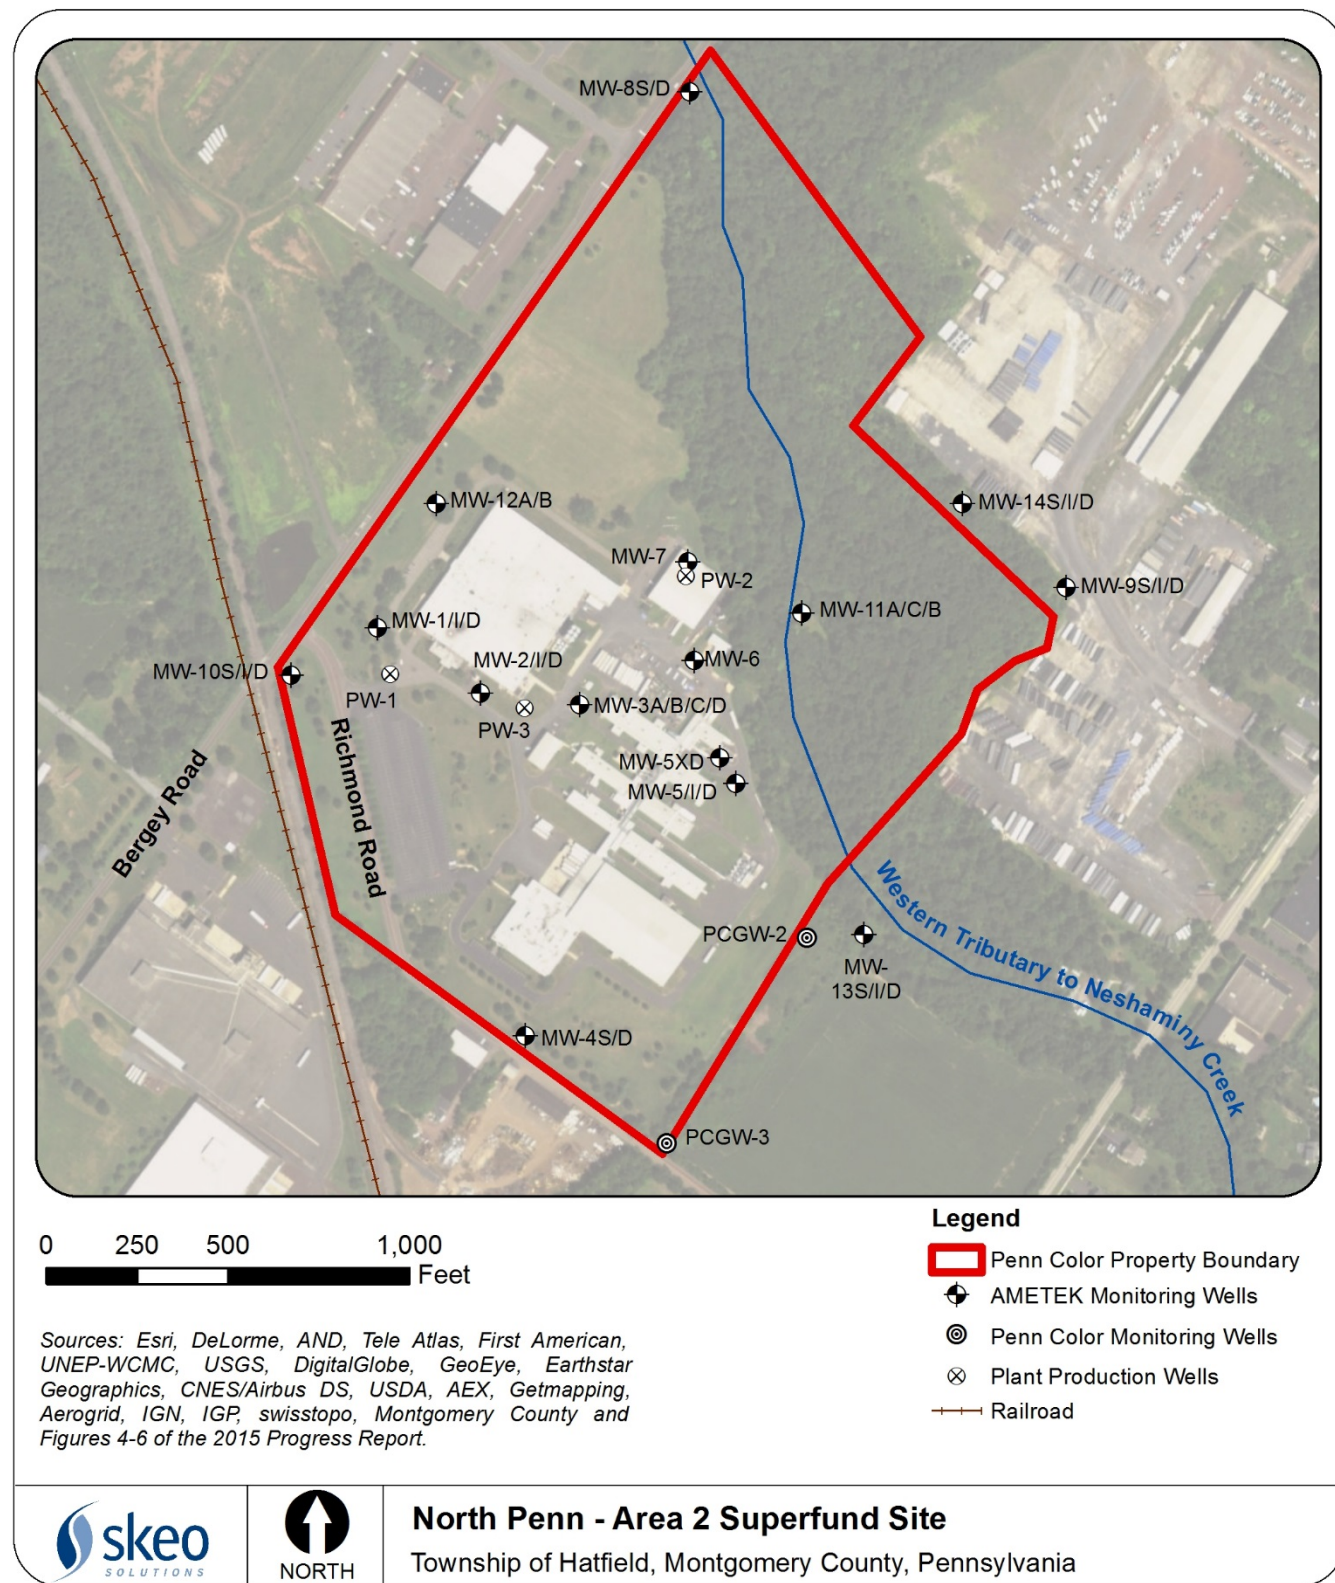 MW-8S/D
MW-12A/B
MW-14S/I/D
MW-7
PW-2
MW-9S/I/D
MW-11A/C/B
MW-1/I/D
MW-10S/I/D
MW-2/I/D
MW-6
PW-1
MW-3A/B/C/D
PW-3
Richmond Road
MW-5XD
MW-5/I/D
Bergey Road
Western Tributary to Neshaminy Creek
PCGW-2
MW-
13S/I/D
MW-4S/D
PCGW-3
0 250 500 1,000
Feet
Legend
Penn Color Property Boundary
AMETEK Monitoring Wells
Penn Color Monitoring Wells
Plant Production Wells
Railroad
Sources: Esri, DeLorme, AND, Tele Atlas, First American,
UNEP-WCMC, USGS, DigitalGlobe, GeoEye, Earthstar
Geographics, CNES/Airbus DS, USDA, AEX, Getmapping,
Aerogrid, IGN, IGP, swisstopo, Montgomery County and
Figures 4-6 of the 2015 Progress Report.
skeo
SOLUTIONS
NORTH
North Penn - Area 2 Superfund Site
Township of Hatfield, Montgomery County, Pennsylvania